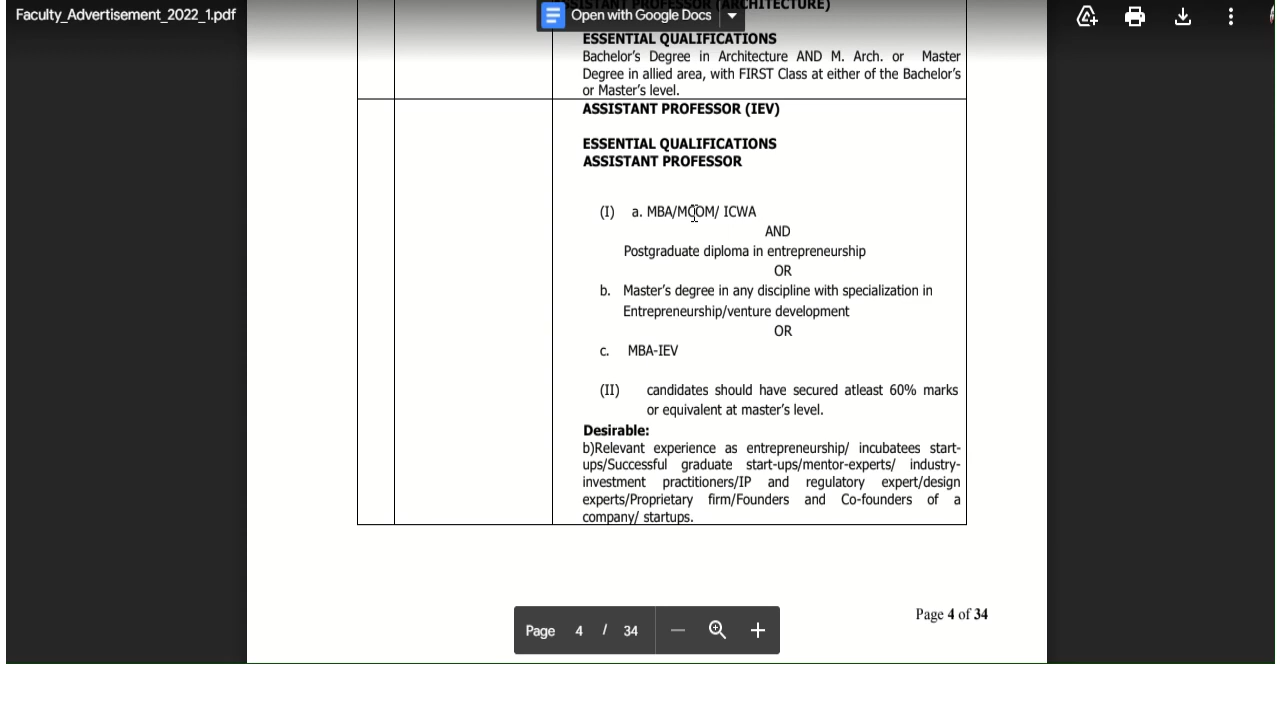 Faculty_Advertisement_2022_1.pdf
Open with Google Docs
ASSISTANT PROFESSOR (ARCHITECTURE)
ESSENTIAL QUALIFICATIONS
Bachelor's Degree in Architecture AND M. Arch. or Master
Degree in allied area, with FIRST Class at either of the Bachelor's
or Master's level.
ASSISTANT PROFESSOR (IEV)
ESSENTIAL QUALIFICATIONS
ASSISTANT PROFESSOR
(I) a. MBA/MCOM/ ICWA
AND
Postgraduate diploma in entrepreneurship
OR
b. Master's degree in any discipline with specialization in
Entrepreneurship/venture development
OR
c. MBA-IEV
(II) candidates should have secured atleast 60% marks
or equivalent at master's level.
Desirable:
b)Relevant experience as entrepreneurship/ incubatees start-
ups/Successful graduate start-ups/mentor-experts/ industry-
investment practitioners/IP and regulatory expert/design
experts/Proprietary firm/Founders and Co-founders of a
company/ startups.
Page 4 of 34
Page 4 / 34